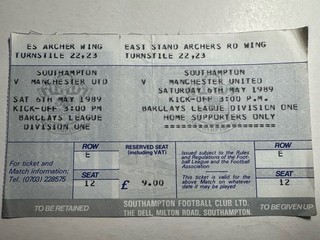 ES ARCHER WING
TURNSTILE 22,23
SOUTHAMPTON
V MANCHESTER UTD
SAT 6TH MAY 1989
KICK-OFF 3:00
BARCLAYS LEAGUE
DIVISION ONE
ROW
E
SEAT
12
For ticket and
Match information:
Tel. (0703) 228575
TO BE RETAINED
EAST STAND ARCHERS RD WING
TURNSTILE 22,23
SOUTHAMPTON
V MANCHESTER UNITED
SATURDAY 6TH MAY 1989
KICK-OFF 3:00 P.M.
BARCLAYS LEAGUE DIVISION ONE
HOME SUPPORTERS ONLY
RESERVED SEAT
(including VAT)
£ 9.00
Issued subject to the Rules
and Regulations of the Foot-
ball League and the Football
Association.
This ticket is valid for the
above Match on whatever
date it may be played
ROW
E
SEAT
12
SOUTHAMPTON FOOTBALL CLUB LTD.
THE DELL, MILTON ROAD, SOUTHAMPTON.
TO BE GIVEN UP